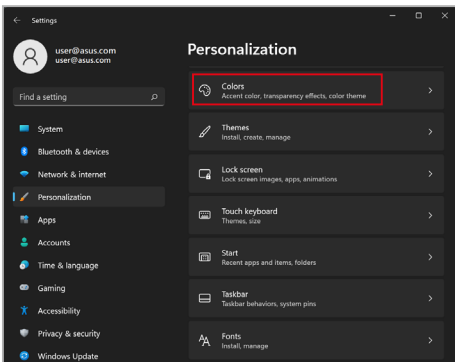 Settings
user@asus.com
user@asus.com
Find a setting
System
Bluetooth & devices
Network & internet
Personalization
Apps
Accounts
Time & language
Gaming
Accessibility
Privacy & security
Windows Update
Personalization
Colors
Accent color, transparency effects, color theme
Themes
Install, create, manage
Lock screen
Lock screen images, apps, animations
Touch keyboard
Themes, size
Start
Recent apps and items, folders
Taskbar
Taskbar behaviors, system pins
Fonts
Install, manage